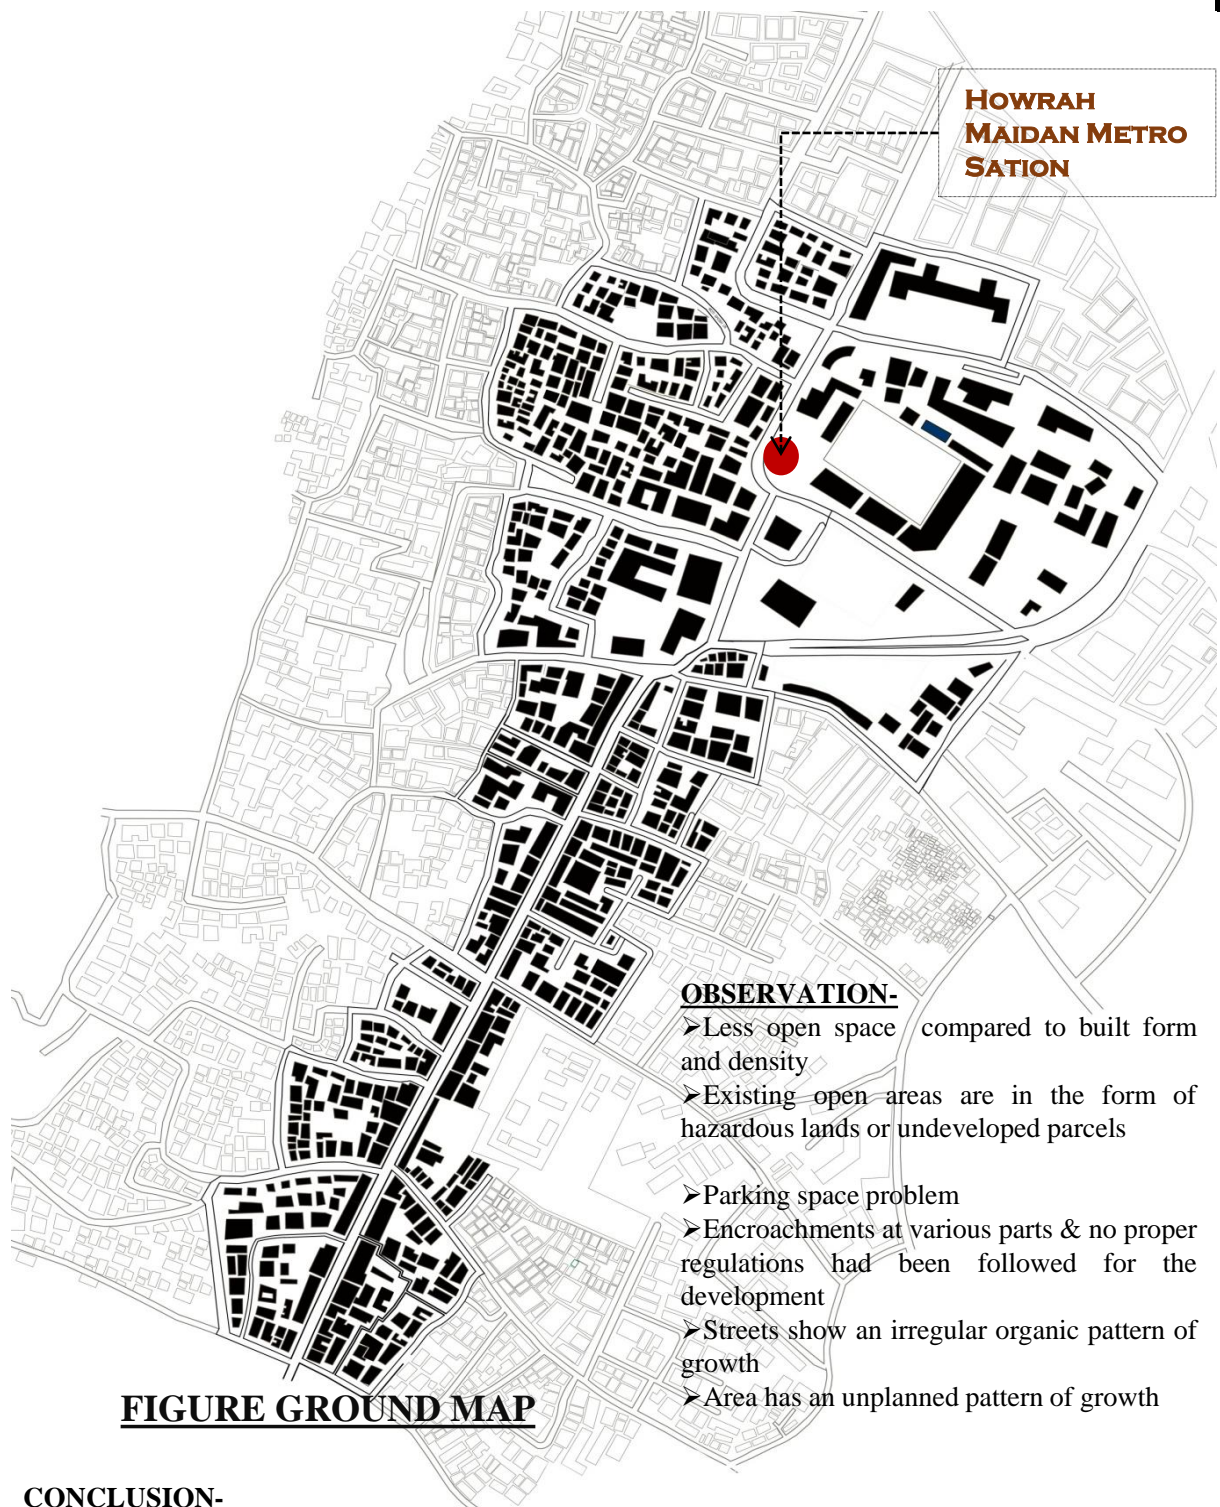 HOWRAH
MAIDAN METRO
SATION
OBSERVATION-
➢Less open space compared to built form
and density
➢Existing open areas are in the form of
hazardous lands or undeveloped parcels
➢Parking space problem
➢Encroachments at various parts & no proper
regulations had been followed for the
development
➢Streets show an irregular organic pattern of
growth
➢Area has an unplanned pattern of growth
FIGURE GROUND MAP
CONCLUSION-